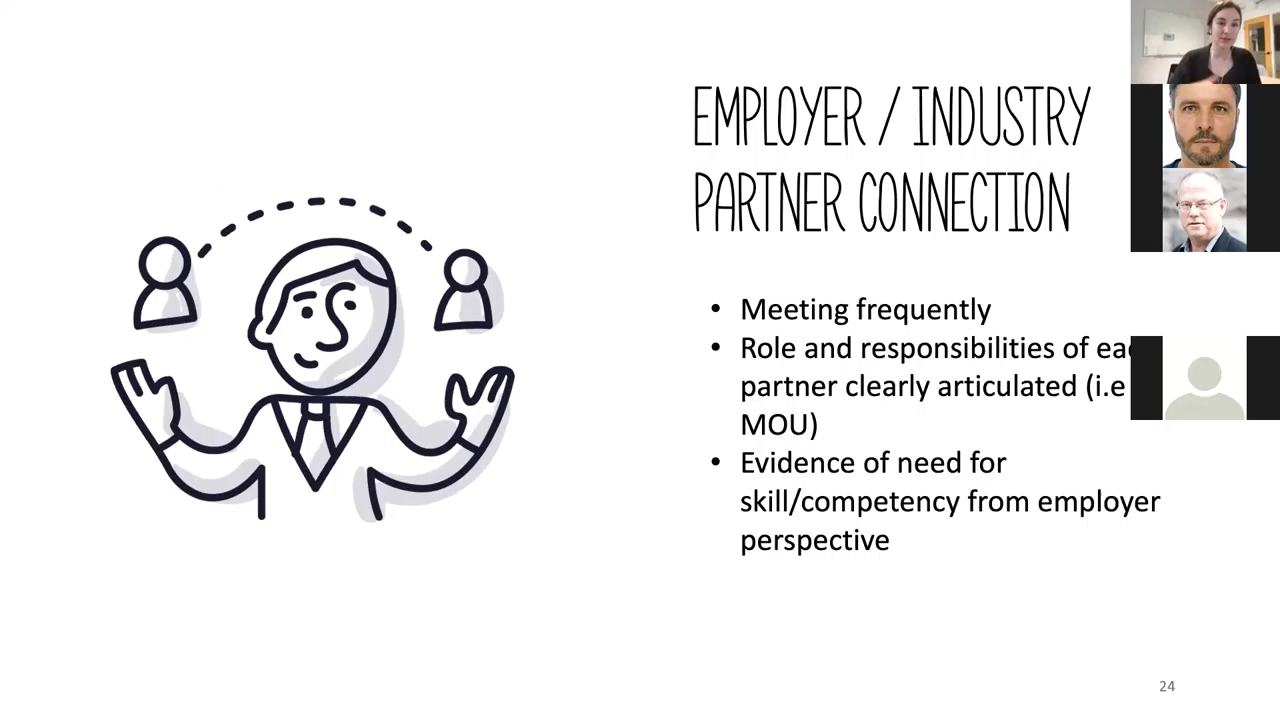 EMPLOYER / INDUSTRY
PARTNER CONNECTION
• Meeting frequently
• Role and responsibilities of
partner clearly articulated (i.e
MOU)
• Evidence of need for
skill/competency from employer
perspective
24